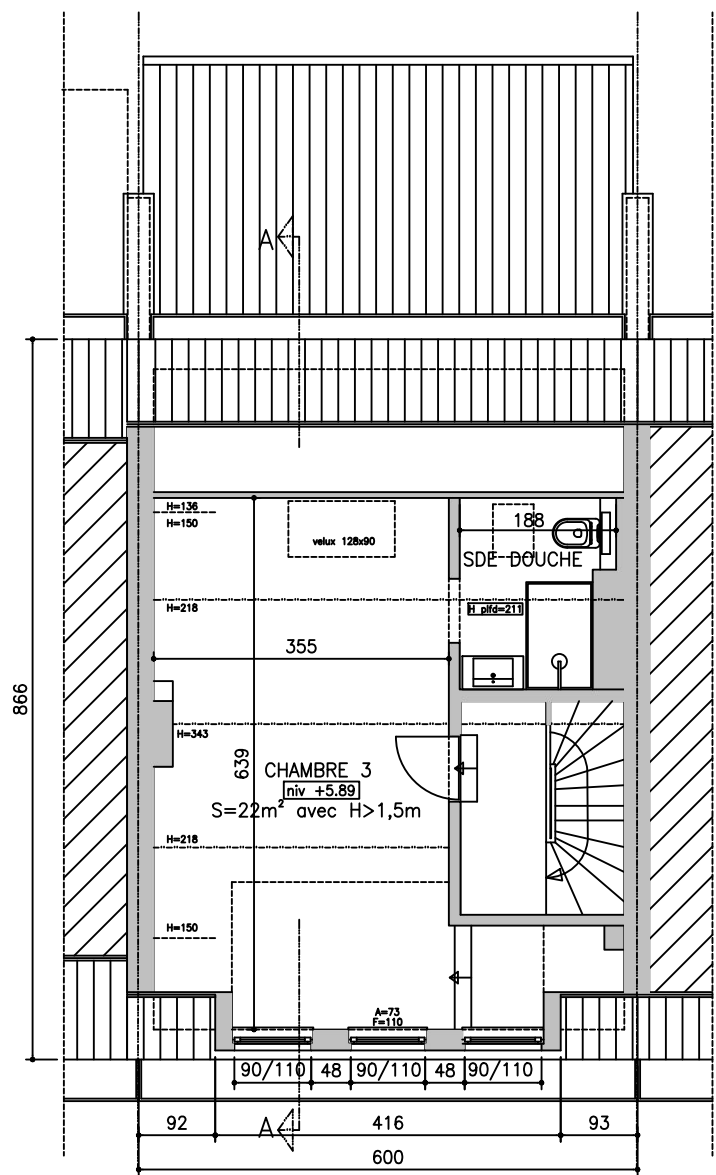 A
H=136
H=150
velux 128x90
188
SDE DOUCHE
H=218
H plfd=211
355
866
H=343
639
CHAMBRE 3
niv +5.89
S=22m² avec H>1,5m
H=218
H=150
A=73
F=110
90/110
48
90/110
48
90/110
92
A
416
93
600